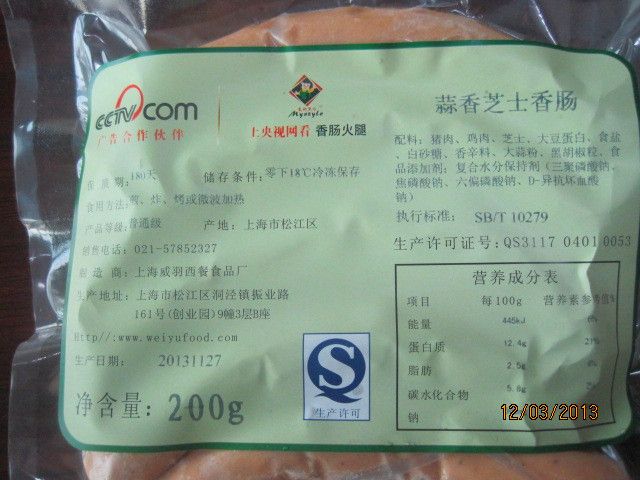 CCTV.com
广告合作伙伴
Mystyle
上央视网看 香肠火腿
蒜香芝士香肠
配料：猪肉、鸡肉、芝士、大豆蛋白、食盐
、白砂糖、香辛料、大蒜粉、黑胡椒粒、食
品添加剂：复合水分保持剂（三聚磷酸钠、
焦磷酸钠、六偏磷酸钠、D-异抗坏血酸
钠）
执行标准： SB/T 10279
生产许可证号：QS3117 0401 0053
保质期：180天 储存条件：零下18℃冷冻保存
食用方法：煎、炸、烤或微波加热
产品等级：普通级 产地：上海市松江区
销售电话：021-57852327
制造商：上海威羽西餐食品厂
生产地址：上海市松江区洞泾镇振业路
161号(创业园)9幢3层B座
Http://www.weiyufood.com
生产日期： 20131127
净含量：200g
QS
生产许可
营养成分表
项目 每100g 营养素参考值%
能量 445kJ
蛋白质 12.4g 21%
脂肪 2.5g
碳水化合物 5.8g
钠
12/03/2013